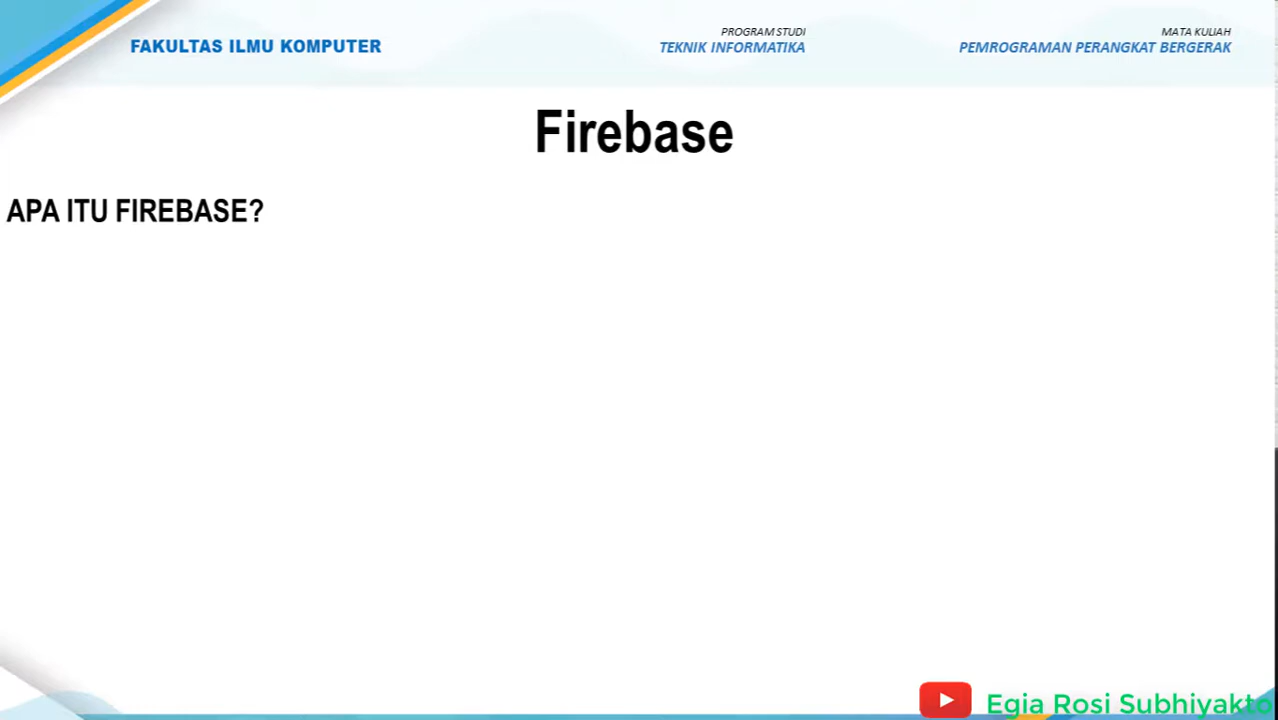 FAKULTAS ILMU KOMPUTER
PROGRAM STUDI
TEKNIK INFORMATIKA
MATA KULIAH
PEMROGRAMAN PERANGKAT BERGERAK
Firebase
APA ITU FIREBASE?
Egia Rosi Subhiyakto